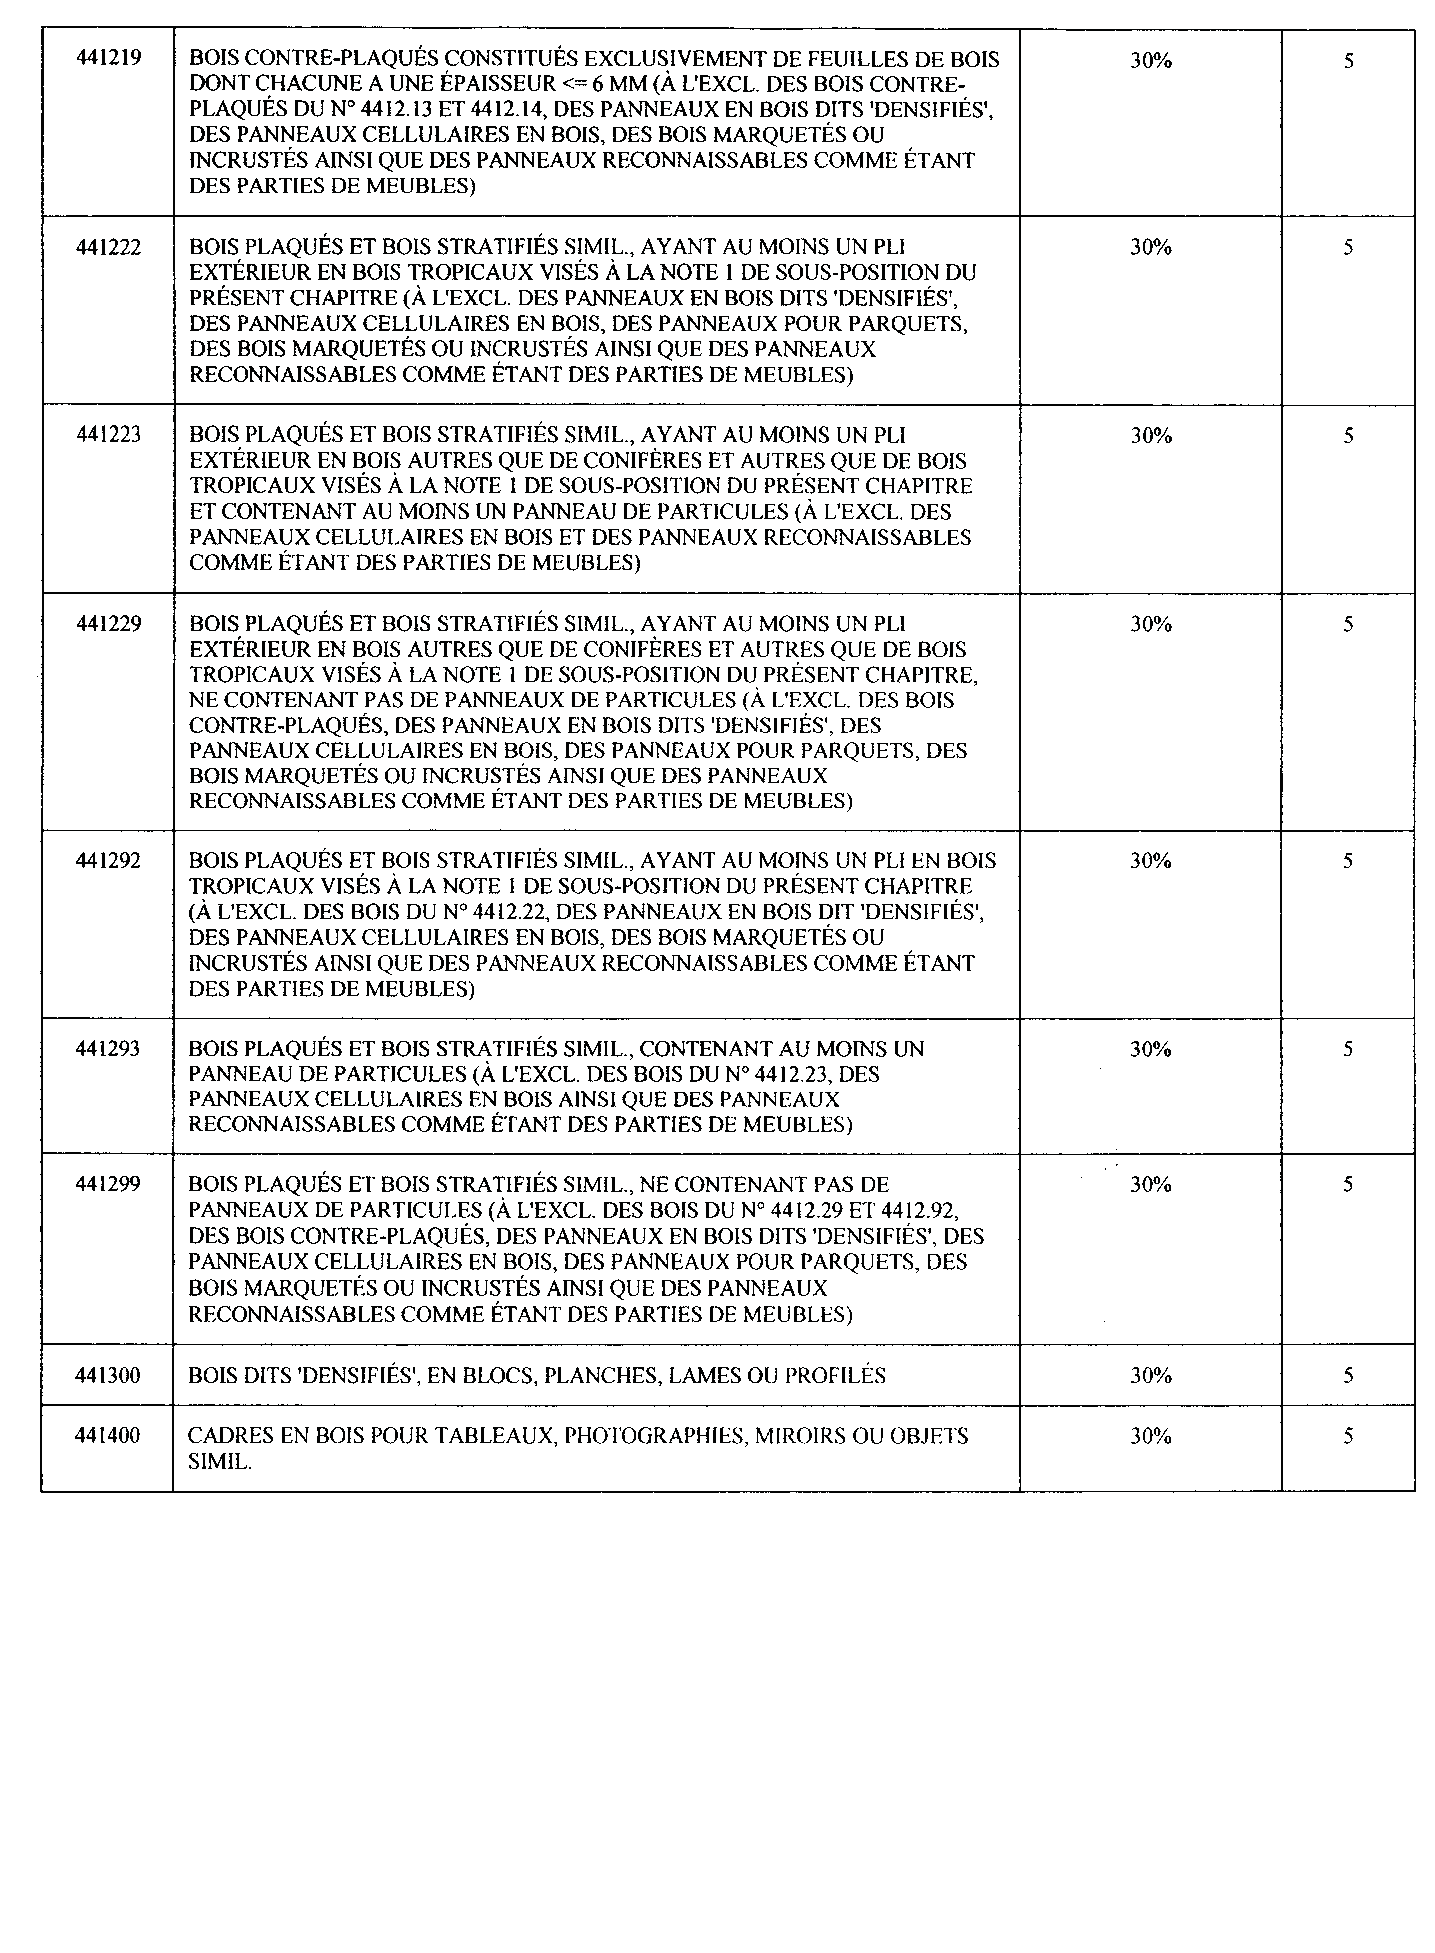 441219 BOIS CONTRE-PLAQUÉS CONSTITUÉS EXCLUSIVEMENT DE FEUILLES DE BOIS 30% 5
DONT CHACUNE A UNE ÉPAISSEUR <= 6 MM (À L'EXCL. DES BOIS CONTRE-
PLAQUÉS DU N° 4412.13 ET 4412.14, DES PANNEAUX EN BOIS DITS 'DENSIFIÉS',
DES PANNEAUX CELLULAIRES EN BOIS, DES BOIS MARQUETÉS OU
INCRUSTÉS AINSI QUE DES PANNEAUX RECONNAISSABLES COMME ÉTANT
DES PARTIES DE MEUBLES)
441222 BOIS PLAQUÉS ET BOIS STRATIFIÉS SIMIL., AYANT AU MOINS UN PLI 30% 5
EXTÉRIEUR EN BOIS TROPICAUX VISÉS À LA NOTE 1 DE SOUS-POSITION DU
PRÉSENT CHAPITRE (À L'EXCL. DES PANNEAUX EN BOIS DITS 'DENSIFIÉS',
DES PANNEAUX CELLULAIRES EN BOIS, DES PANNEAUX POUR PARQUETS,
DES BOIS MARQUETÉS OU INCRUSTÉS AINSI QUE DES PANNEAUX
RECONNAISSABLES COMME ÉTANT DES PARTIES DE MEUBLES)
441223 BOIS PLAQUÉS ET BOIS STRATIFIÉS SIMIL., AYANT AU MOINS UN PLI 30% 5
EXTÉRIEUR EN BOIS AUTRES QUE DE CONIFÈRES ET AUTRES QUE DE BOIS
TROPICAUX VISÉS À LA NOTE 1 DE SOUS-POSITION DU PRÉSENT CHAPITRE
ET CONTENANT AU MOINS UN PANNEAU DE PARTICULES (À L'EXCL. DES
PANNEAUX CELLULAIRES EN BOIS ET DES PANNEAUX RECONNAISSABLES
COMME ÉTANT DES PARTIES DE MEUBLES)
441229 BOIS PLAQUÉS ET BOIS STRATIFIÉS SIMIL., AYANT AU MOINS UN PLI 30% 5
EXTÉRIEUR EN BOIS AUTRES QUE DE CONIFÈRES ET AUTRES QUE DE BOIS
TROPICAUX VISÉS À LA NOTE 1 DE SOUS-POSITION DU PRÉSENT CHAPITRE,
NE CONTENANT PAS DE PANNEAUX DE PARTICULES (À L'EXCL. DES BOIS
CONTRE-PLAQUÉS, DES PANNEAUX EN BOIS DITS 'DENSIFIÉS', DES
PANNEAUX CELLULAIRES EN BOIS, DES PANNEAUX POUR PARQUETS, DES
BOIS MARQUETÉS OU INCRUSTÉS AINSI QUE DES PANNEAUX
RECONNAISSABLES COMME ÉTANT DES PARTIES DE MEUBLES)
441292 BOIS PLAQUÉS ET BOIS STRATIFIÉS SIMIL., AYANT AU MOINS UN PLI EN BOIS 30% 5
TROPICAUX VISÉS À LA NOTE 1 DE SOUS-POSITION DU PRÉSENT CHAPITRE
(À L'EXCL. DES BOIS DU N° 4412.22, DES PANNEAUX EN BOIS DIT 'DENSIFIÉS',
DES PANNEAUX CELLULAIRES EN BOIS, DES BOIS MARQUETÉS OU
INCRUSTÉS AINSI QUE DES PANNEAUX RECONNAISSABLES COMME ÉTANT
DES PARTIES DE MEUBLES)
441293 BOIS PLAQUÉS ET BOIS STRATIFIÉS SIMIL., CONTENANT AU MOINS UN 30% 5
PANNEAU DE PARTICULES (À L'EXCL. DES BOIS DU N° 4412.23, DES
PANNEAUX CELLULAIRES EN BOIS AINSI QUE DES PANNEAUX
RECONNAISSABLES COMME ÉTANT DES PARTIES DE MEUBLES)
441299 BOIS PLAQUÉS ET BOIS STRATIFIÉS SIMIL., NE CONTENANT PAS DE 30% 5
PANNEAUX DE PARTICULES (À L'EXCL. DES BOIS DU N° 4412.29 ET 4412.92,
DES BOIS CONTRE-PLAQUÉS, DES PANNEAUX EN BOIS DITS 'DENSIFIÉS', DES
PANNEAUX CELLULAIRES EN BOIS, DES PANNEAUX POUR PARQUETS, DES
BOIS MARQUETÉS OU INCRUSTÉS AINSI QUE DES PANNEAUX
RECONNAISSABLES COMME ÉTANT DES PARTIES DE MEUBLES)
441300 BOIS DITS 'DENSIFIÉS', EN BLOCS, PLANCHES, LAMES OU PROFILÉS 30% 5
441400 CADRES EN BOIS POUR TABLEAUX, PHOTOGRAPHIES, MIROIRS OU OBJETS 30% 5
SIMIL.